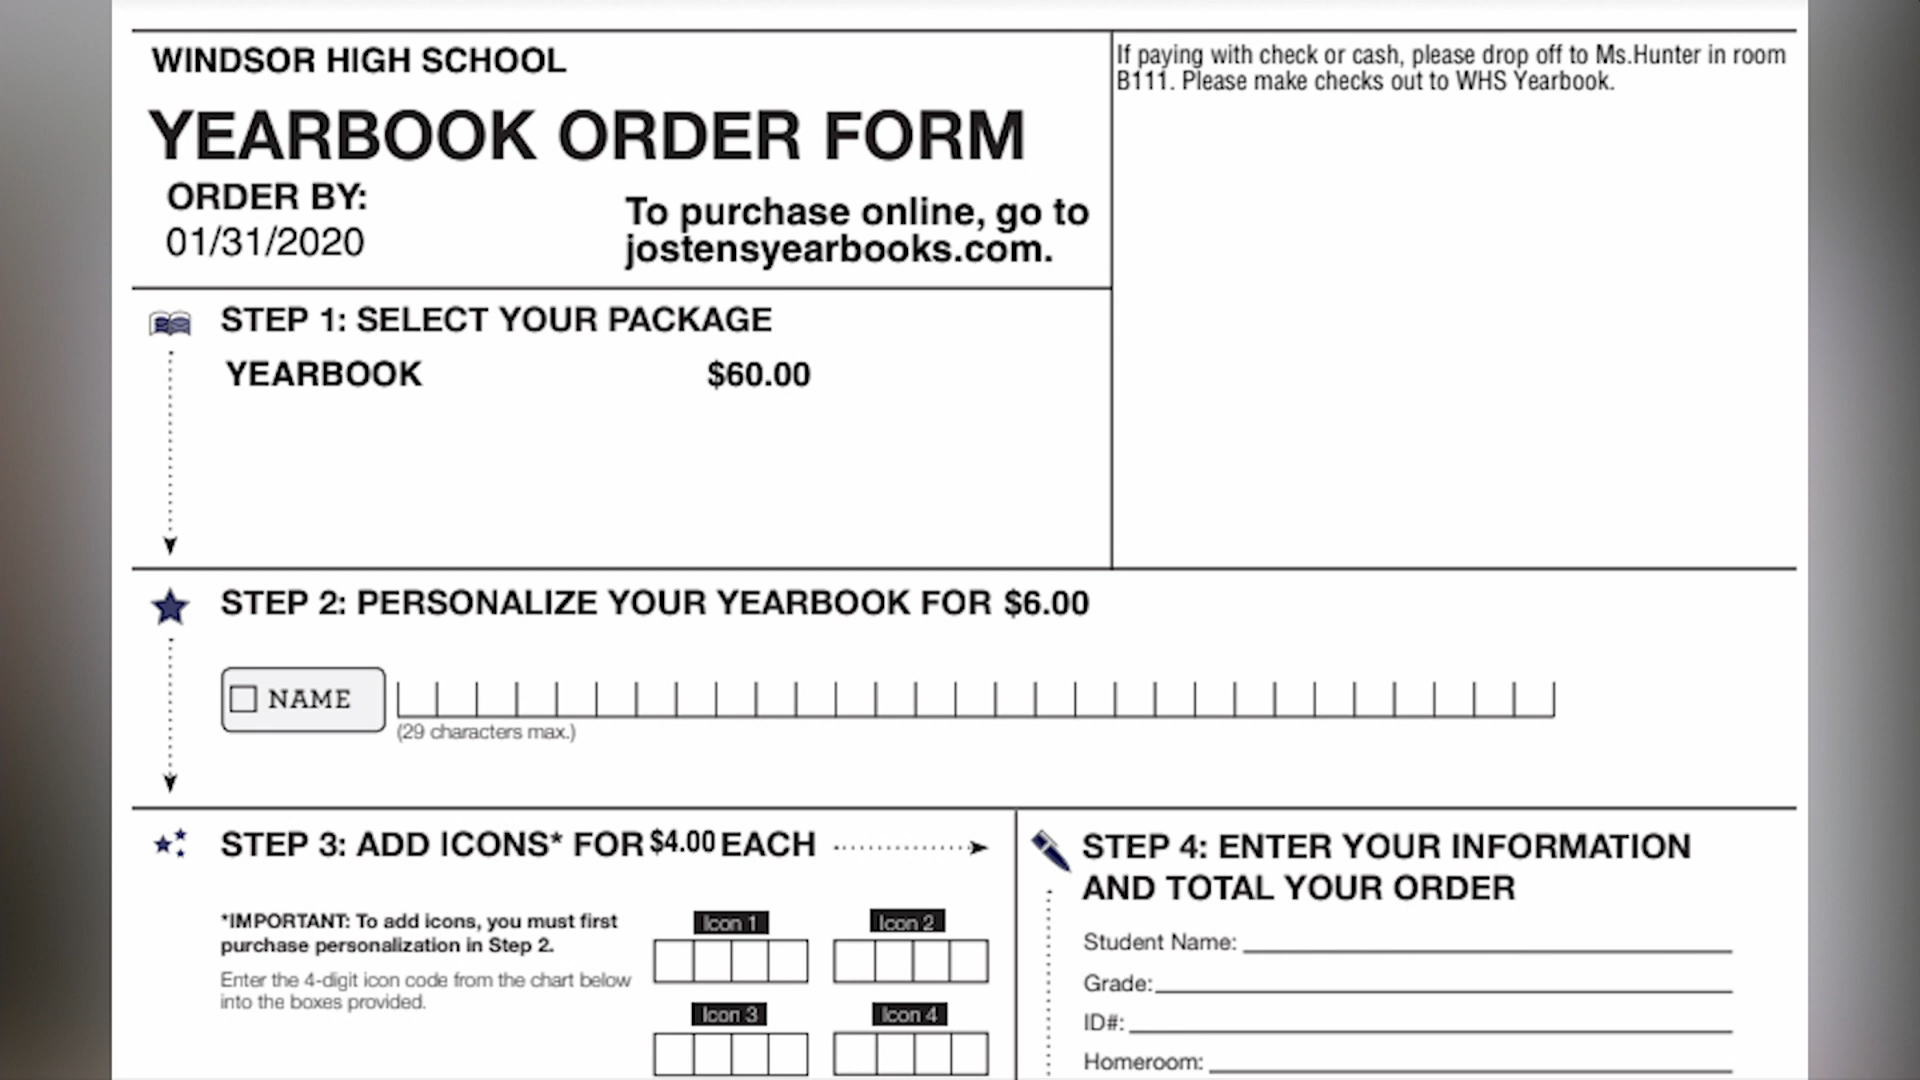 WINDSOR HIGH SCHOOL
YEARBOOK ORDER FORM
ORDER BY:
01/31/2020
To purchase online, go to
jostensyearbooks.com.
If paying with check or cash, please drop off to Ms.Hunter in room
B111. Please make checks out to WHS Yearbook.
STEP 1: SELECT YOUR PACKAGE
YEARBOOK $60.00
STEP 2: PERSONALIZE YOUR YEARBOOK FOR $6.00
NAME
(29 characters max.)
STEP 3: ADD ICONS* FOR $4.00 EACH
*IMPORTANT: To add icons, you must first
purchase personalization in Step 2.
Enter the 4-digit icon code from the chart below
into the boxes provided.
Icon 1
Icon 2
Icon 3
Icon 4
STEP 4: ENTER YOUR INFORMATION
AND TOTAL YOUR ORDER
Student Name:
Grade:
ID#:
Homeroom: